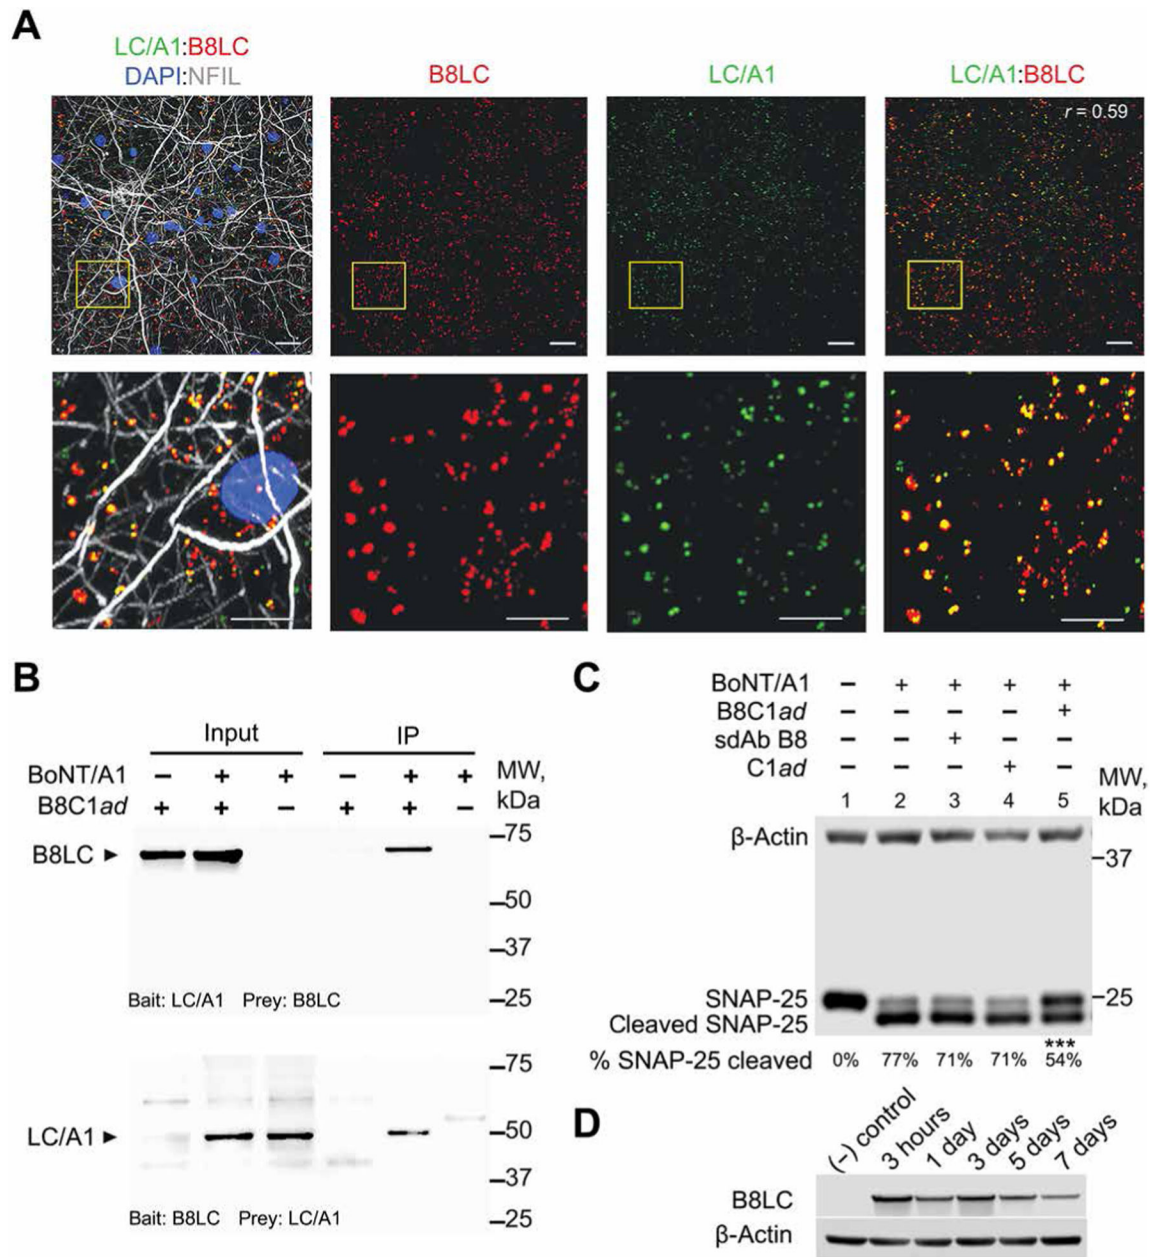 A
LC/A1:B8LC
DAPI:NFIL
B8LC
LC/A1
LC/A1:B8LC
r = 0.59
B
Input IP
BoNT/A1 – + + – + + MW,
B8C1ad + + – + + – kDa
B8LC
75
50
37
25
Bait: LC/A1 Prey: B8LC
LC/A1
75
50
37
25
Bait: B8LC Prey: LC/A1
C
BoNT/A1 – + + + +
B8C1ad – – – – +
sdAb B8 – – + – –
C1ad – – – + –
MW,
kDa
1 2 3 4 5
β-Actin
37
SNAP-25
25
Cleaved SNAP-25
***
% SNAP-25 cleaved 0% 77% 71% 71% 54%
D
(–) control 3 hours 1 day 3 days 5 days 7 days
B8LC
β-Actin